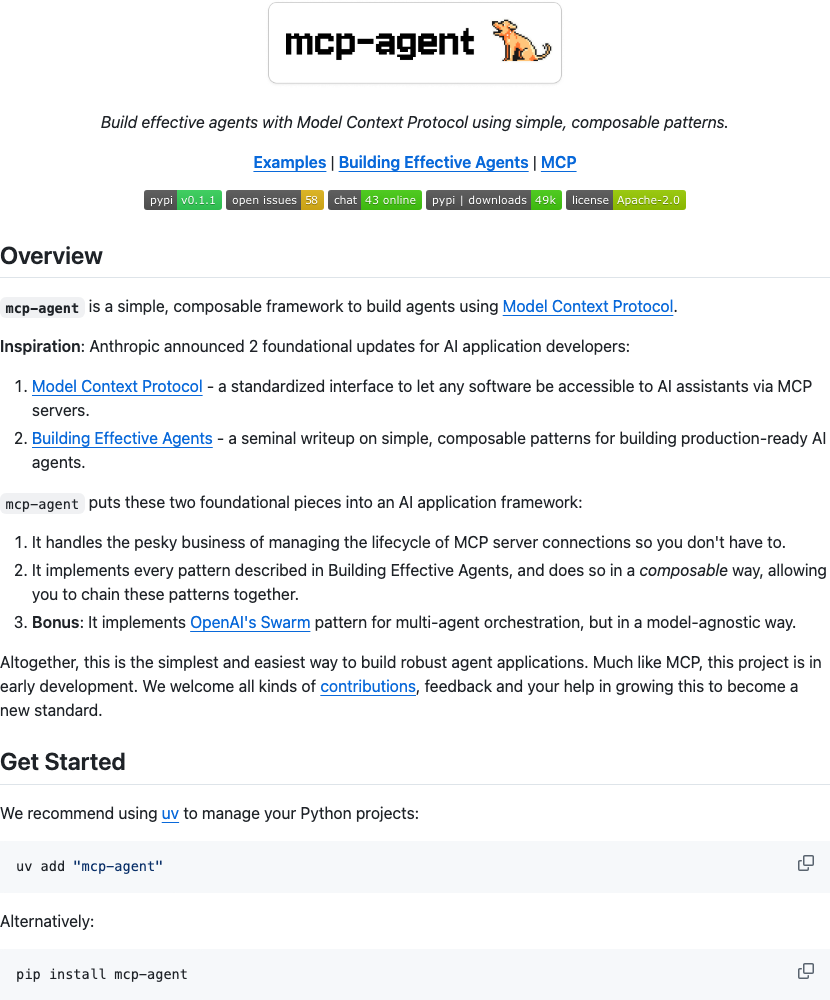 mcp-agent
Build effective agents with Model Context Protocol using simple, composable patterns.
Examples | Building Effective Agents | MCP
pypi v0.1.1 open issues 58 chat 43 online pypi | downloads 49k license Apache-2.0
Overview
mcp-agent is a simple, composable framework to build agents using Model Context Protocol.
Inspiration: Anthropic announced 2 foundational updates for AI application developers:
1. Model Context Protocol - a standardized interface to let any software be accessible to AI assistants via MCP
servers.
2. Building Effective Agents - a seminal writeup on simple, composable patterns for building production-ready AI
agents.
mcp-agent puts these two foundational pieces into an AI application framework:
1. It handles the pesky business of managing the lifecycle of MCP server connections so you don't have to.
2. It implements every pattern described in Building Effective Agents, and does so in a composable way, allowing
you to chain these patterns together.
3. Bonus: It implements OpenAI's Swarm pattern for multi-agent orchestration, but in a model-agnostic way.
Altogether, this is the simplest and easiest way to build robust agent applications. Much like MCP, this project is in
early development. We welcome all kinds of contributions, feedback and your help in growing this to become a
new standard.
Get Started
We recommend using uv to manage your Python projects:
uv add "mcp-agent"
Alternatively:
pip install mcp-agent